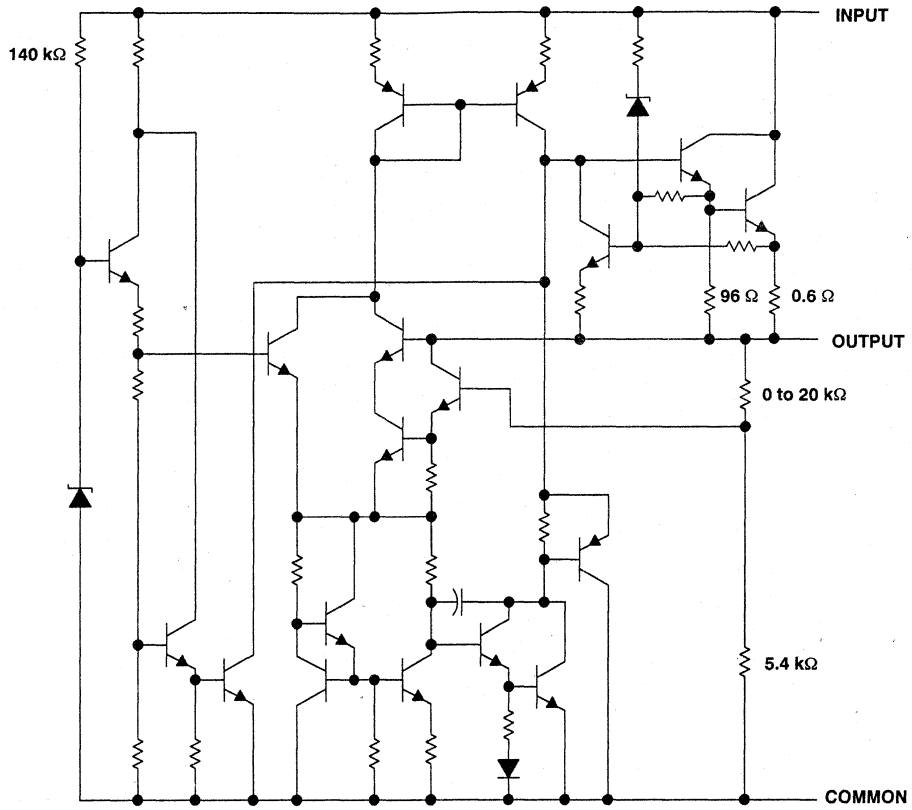 INPUT
140 kΩ
96 Ω
0.6 Ω
OUTPUT
0 to 20 kΩ
5.4 kΩ
COMMON